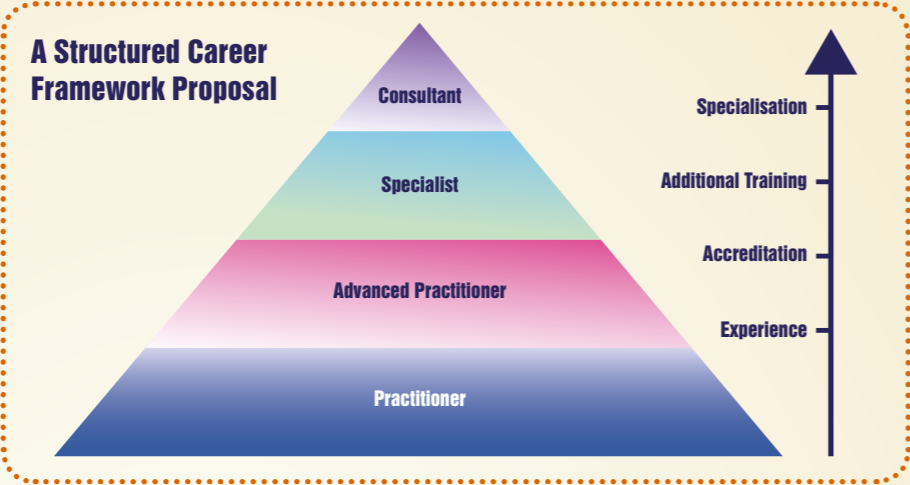 A Structured Career
Framework Proposal
Consultant
Specialist
Advanced Practitioner
Practitioner
Specialisation
Additional Training
Accreditation
Experience